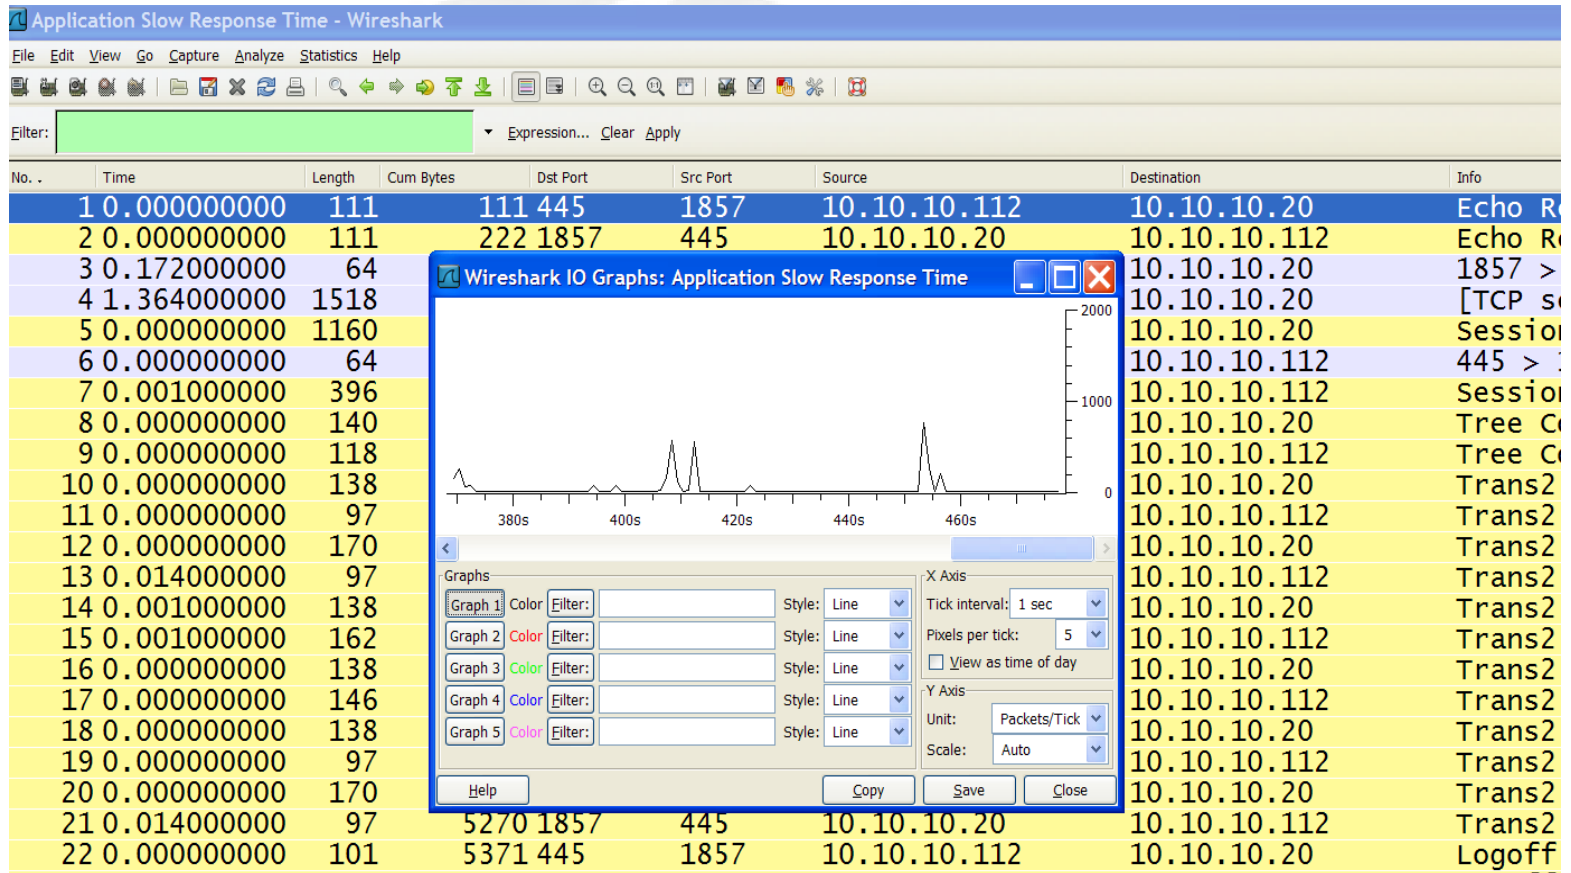 Application Slow Response Time - Wireshark
File Edit View Go Capture Analyze Statistics Help
Filter: Expression... Clear Apply
No. . Time Length Cum Bytes Dst Port Src Port Source Destination Info
1 0.000000000 111 111 445 1857 10.10.10.112 10.10.10.20 Echo
2 0.000000000 111 222 1857 445 10.10.10.20 10.10.10.112 Echo
3 0.172000000 64 10.10.10.20 1857 >
4 1.364000000 1518 10.10.10.20 [TCP
5 0.000000000 1160 10.10.10.20 Session
6 0.000000000 64 10.10.10.112 445 >
7 0.001000000 396 10.10.10.112 Session
8 0.000000000 140 10.10.10.20 Tree
9 0.000000000 118 10.10.10.112 Tree
10 0.000000000 138 10.10.10.20 Trans2
11 0.000000000 97 10.10.10.112 Trans2
12 0.000000000 170 10.10.10.20 Trans2
13 0.014000000 97 10.10.10.112 Trans2
14 0.001000000 138 10.10.10.20 Trans2
15 0.001000000 162 10.10.10.112 Trans2
16 0.000000000 138 10.10.10.20 Trans2
17 0.000000000 146 10.10.10.112 Trans2
18 0.000000000 138 10.10.10.20 Trans2
19 0.000000000 97 10.10.10.112 Trans2
20 0.000000000 170 10.10.10.20 Trans2
21 0.014000000 97 5270 1857 445 10.10.10.20 10.10.10.112 Trans2
22 0.000000000 101 5371 445 1857 10.10.10.112 10.10.10.20 Logoff
Wireshark IO Graphs: Application Slow Response Time
2000
1000
0
380s 400s 420s 440s 460s
Graphs
Graph 1 Color Filter: Style: Line
Graph 2 Color Filter: Style: Line
Graph 3 Color Filter: Style: Line
Graph 4 Color Filter: Style: Line
Graph 5 Color Filter: Style: Line
X Axis
Tick interval: 1 sec
Pixels per tick: 5
View as time of day
Y Axis
Unit: Packets/Tick
Scale: Auto
Help Copy Save Close